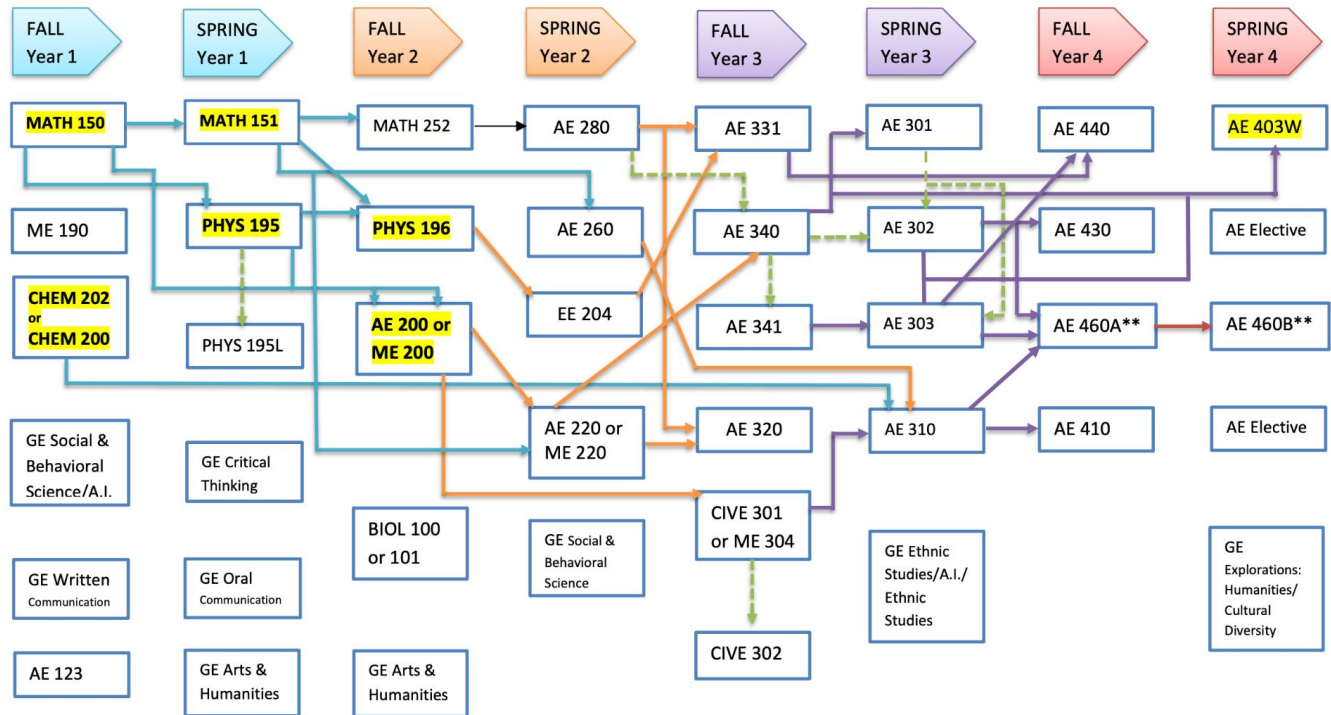 FALL
Year 1
SPRING
Year 1
FALL
Year 2
SPRING
Year 2
FALL
Year 3
SPRING
Year 3
FALL
Year 4
SPRING
Year 4
MATH 150
MATH 151
MATH 252
AE 280
AE 331
AE 301
AE 440
AE 403W
ME 190
PHYS 195
PHYS 196
AE 260
AE 340
AE 302
AE 430
AE Elective
CHEM 202
or
CHEM 200
PHYS 195L
AE 200 or
ME 200
EE 204
AE 341
AE 303
AE 460A**
AE 460B**
GE Social &
Behavioral
Science/A.I.
GE Critical
Thinking
BIOL 100
or 101
AE 220 or
ME 220
AE 320
AE 310
AE 410
AE Elective
GE Written
Communication
GE Oral
Communication
GE Social &
Behavioral
Science
CIVE 301
or ME 304
GE Ethnic
Studies/A.I./
Ethnic
Studies
GE
Explorations:
Humanities/
Cultural
Diversity
AE 123
GE Arts &
Humanities
GE Arts &
Humanities
CIVE 302